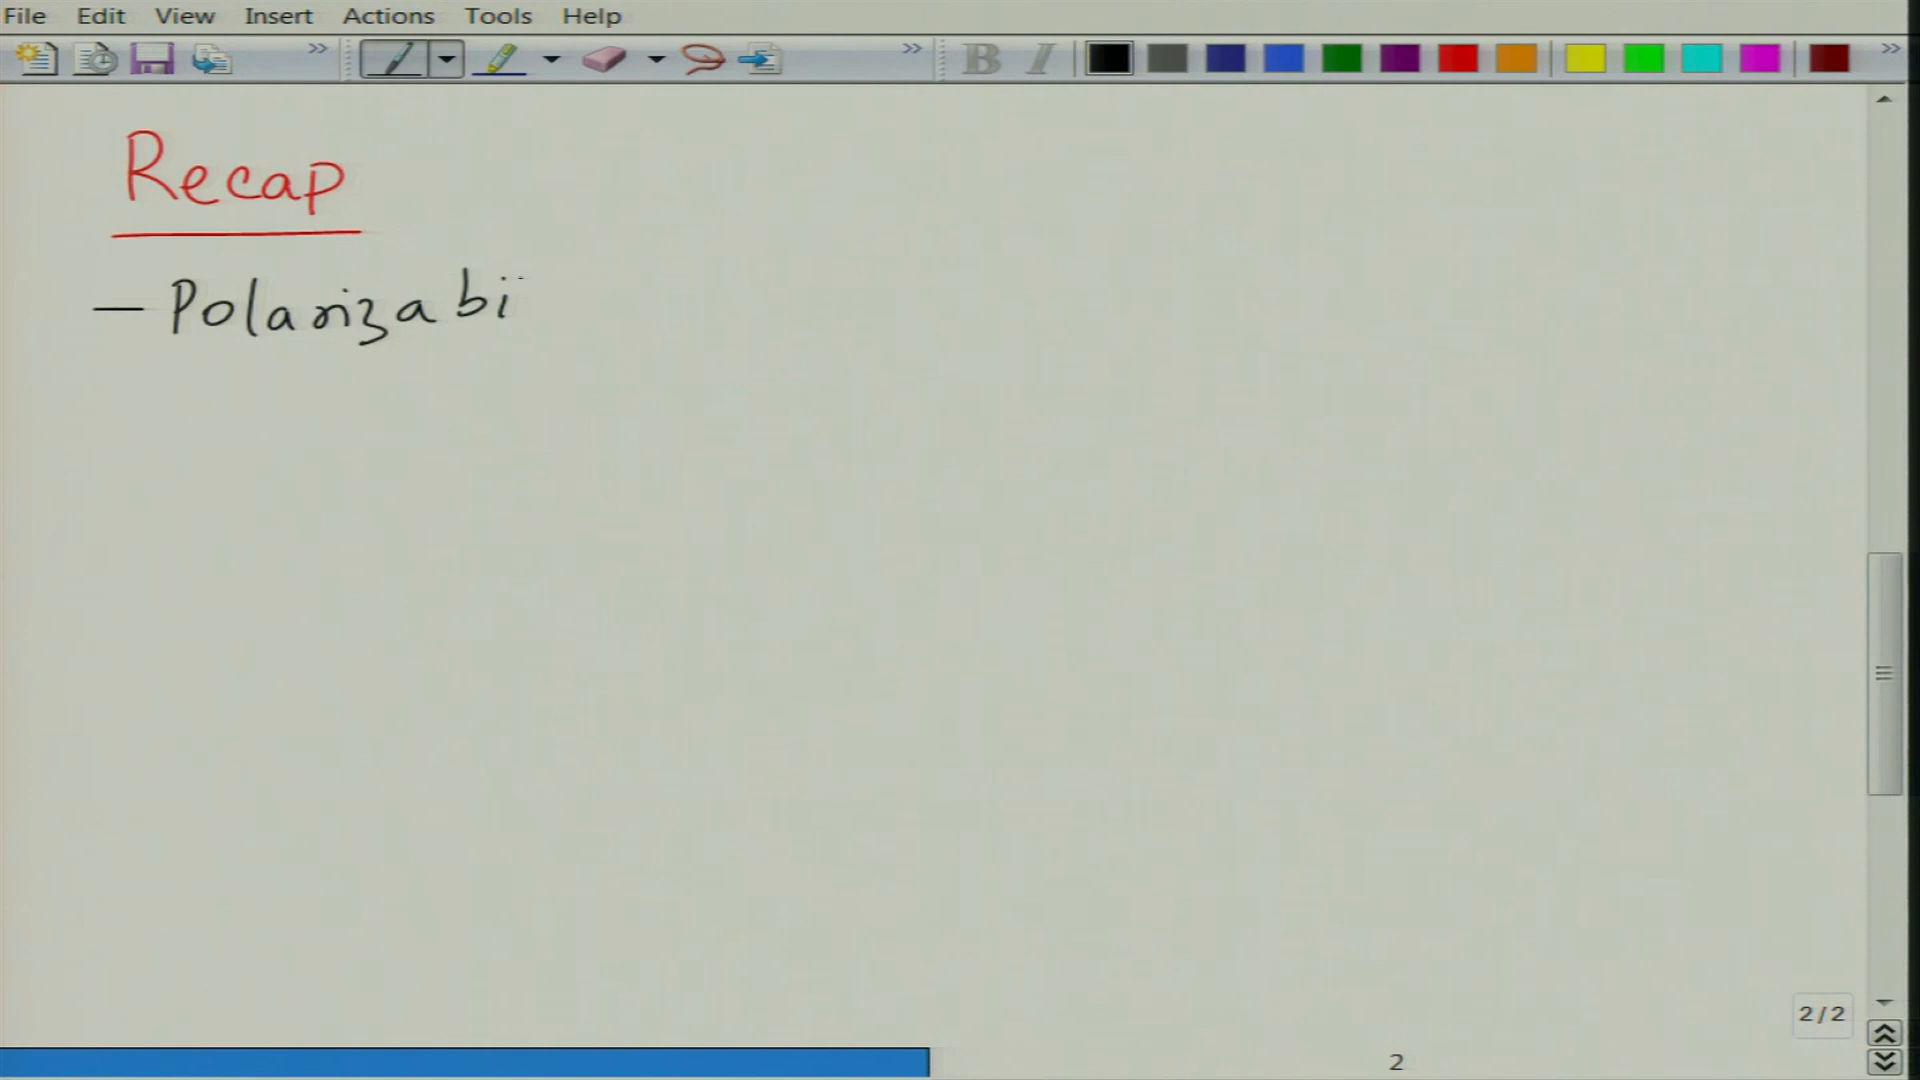 File Edit View Insert Actions Tools Help
B I
Recap
— Polarizabi
2/2
2